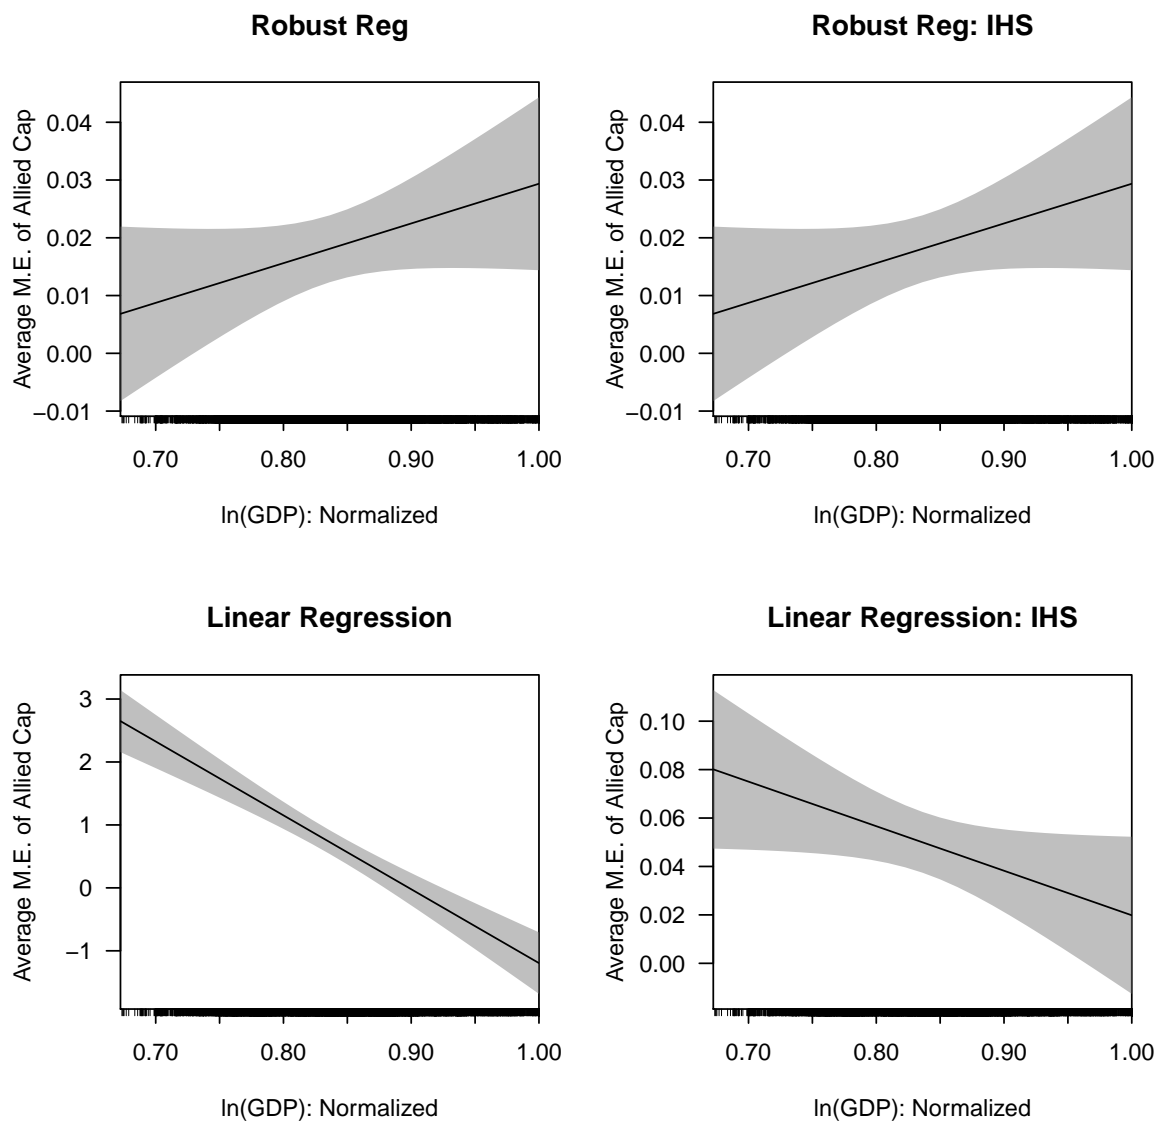 Robust Reg
Average M.E. of Allied Cap
0.04
0.03
0.02
0.01
0.00
−0.01
0.70 0.80 0.90 1.00
ln(GDP): Normalized
Robust Reg: IHS
Average M.E. of Allied Cap
0.04
0.03
0.02
0.01
0.00
−0.01
0.70 0.80 0.90 1.00
ln(GDP): Normalized
Linear Regression
Average M.E. of Allied Cap
3
2
1
0
−1
0.70 0.80 0.90 1.00
ln(GDP): Normalized
Linear Regression: IHS
Average M.E. of Allied Cap
0.10
0.08
0.06
0.04
0.02
0.00
0.70 0.80 0.90 1.00
ln(GDP): Normalized